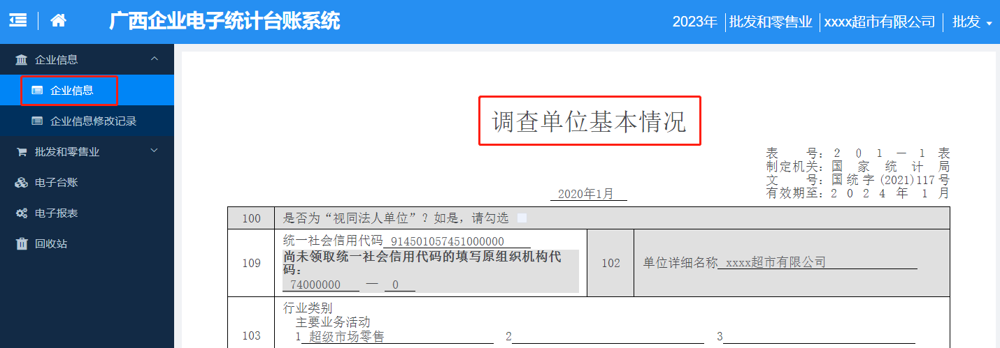 广西企业电子统计台账系统
2023年 批发和零售业 xxxx超市有限公司 批发
企业信息
企业信息
企业信息修改记录
批发和零售业
电子台账
电子报表
回收站
调查单位基本情况
表 号：201－1表
制定机关：国家统计局
文 号：国统字(2021)117号
有效期至：2024年1月
2020年1月
100 是否为“视同法人单位”？如是，请勾选
109 统一社会信用代码 914501057451000000
尚未领取统一社会信用代码的填写原组织机构代
码：
74000000 — 0
102 单位详细名称 xxxx超市有限公司
103 行业类别
主要业务活动
1 超级市场零售 2 3